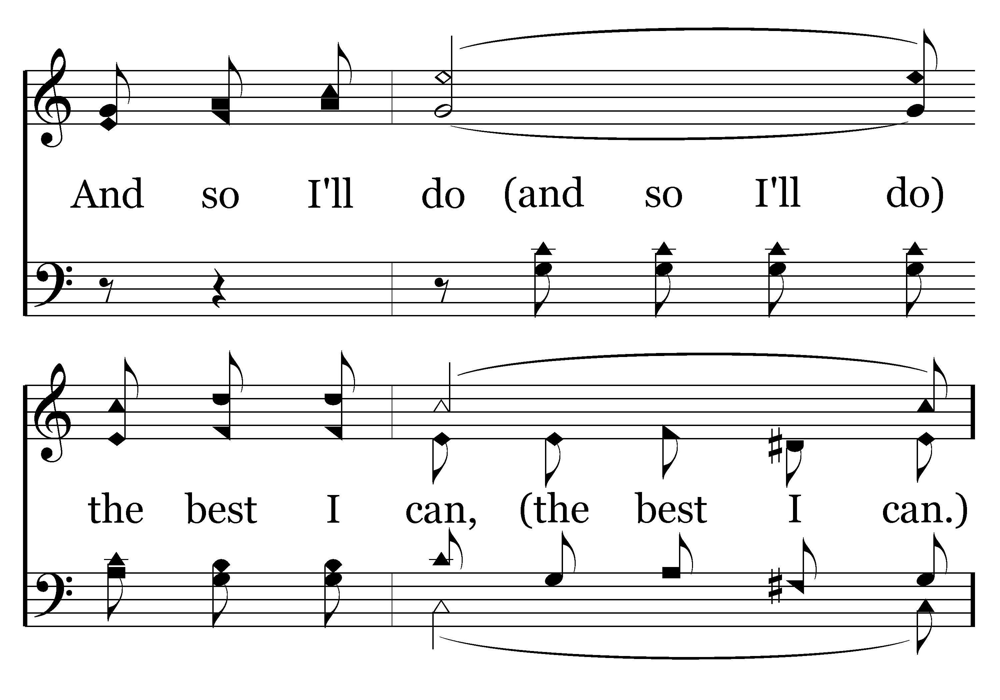 And so I'll do (and so I'll do)
the best I can, (the best I can.)